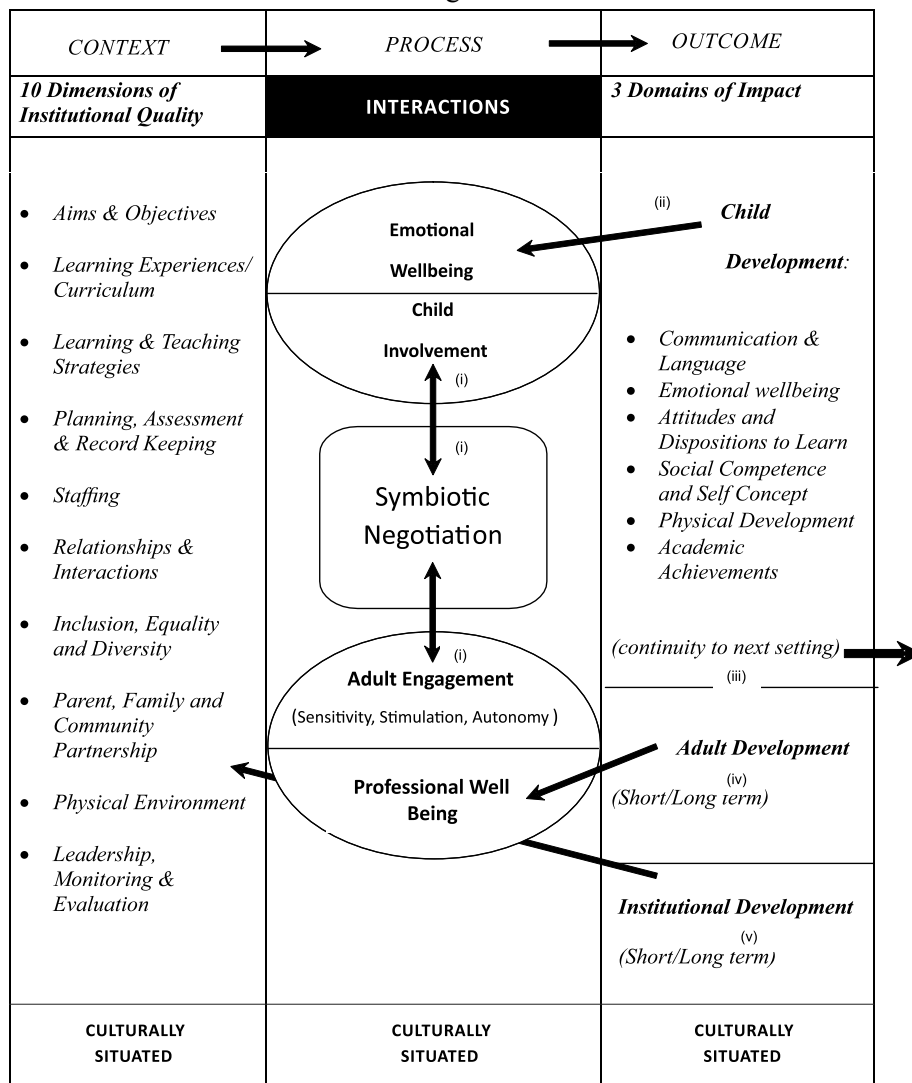 CONTEXT
PROCESS
OUTCOME
10 Dimensions of
Institutional Quality
INTERACTIONS
3 Domains of Impact
• Aims & Objectives
• Learning Experiences/
Curriculum
• Learning & Teaching
Strategies
• Planning, Assessment
& Record Keeping
• Staffing
• Relationships &
Interactions
• Inclusion, Equality
and Diversity
• Parent, Family and
Community
Partnership
• Physical Environment
• Leadership,
Monitoring &
Evaluation
Emotional
Wellbeing
Child
Involvement
(i)
(i)
Symbiotic
Negotiation
(i)
Adult Engagement
(Sensitivity, Stimulation, Autonomy )
Professional Well
Being
(ii)
Child
Development:
• Communication &
Language
• Emotional wellbeing
• Attitudes and
Dispositions to Learn
• Social Competence
and Self Concept
• Physical Development
• Academic
Achievements
(continuity to next setting)
(iii)
Adult Development
(iv)
(Short/Long term)
Institutional Development
(v)
(Short/Long term)
CULTURALLY
SITUATED
CULTURALLY
SITUATED
CULTURALLY
SITUATED